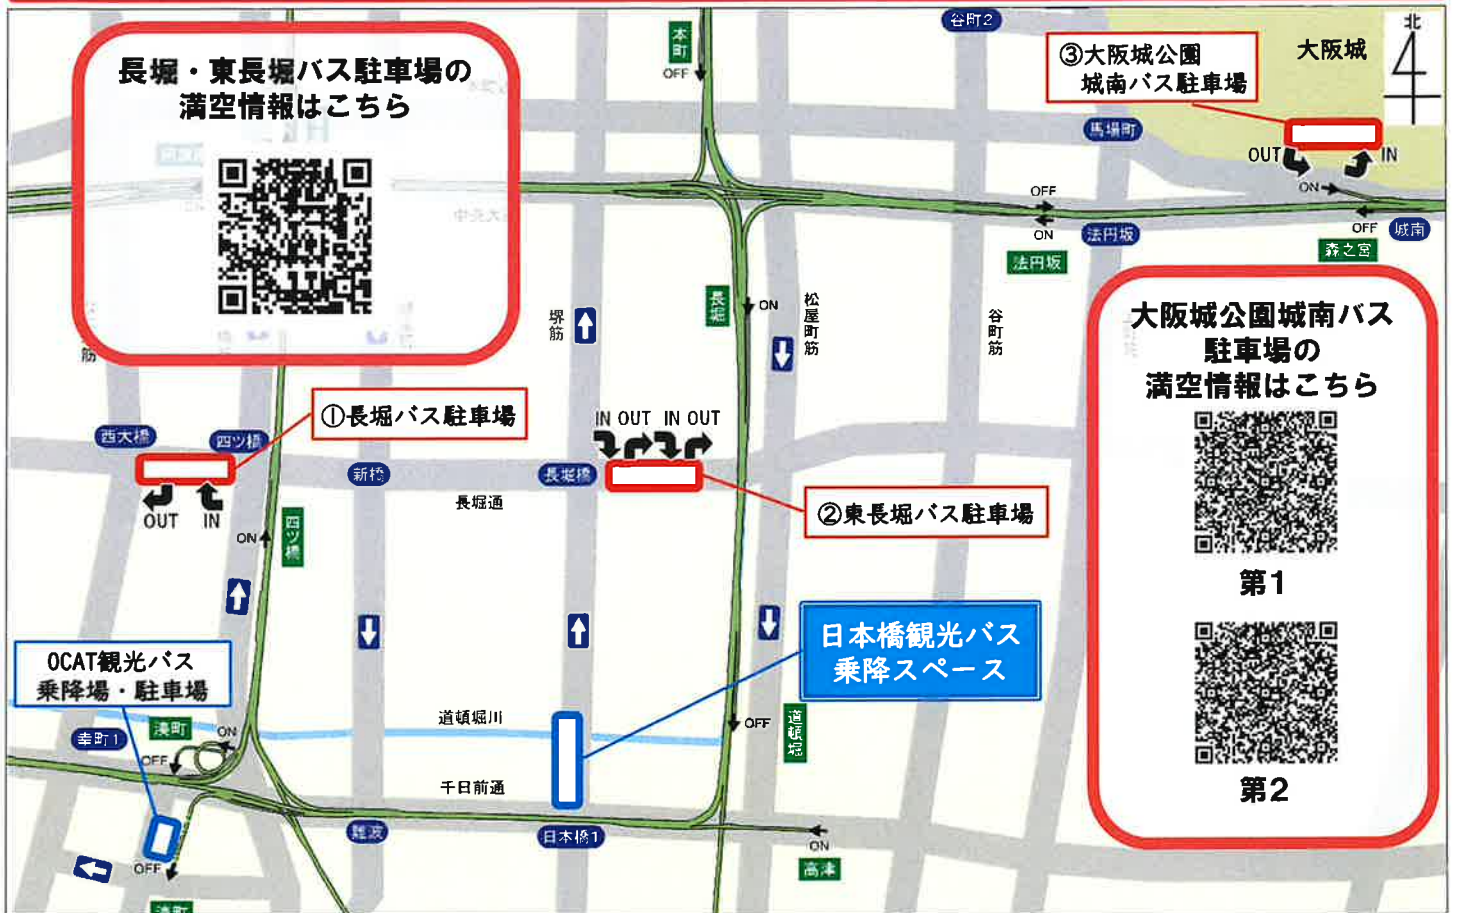 長堀・東長堀バス駐車場の
満空情報はこちら
本町
OFF
谷町2
③大阪城公園
城南バス駐車場
大阪城
北
馬場町
OUT
IN
ON
OFF
ON
法円坂
法円坂
OFF
城南
森之宮
堺筋
長堀
ON
松屋町筋
谷町筋
筋
大阪城公園城南バス
駐車場の
満空情報はこちら
第1
第2
①長堀バス駐車場
西大橋
四ツ橋
OUT
IN
新橋
長堀橋
IN OUT IN OUT
長堀通
②東長堀バス駐車場
ON
四ツ橋
日本橋観光バス
乗降スペース
OCAT観光バス
乗降場・駐車場
道頓堀川
OFF
道頓堀
幸町1
湊町
ON
OFF
千日前通
難波
日本橋1
ON
高津
OFF
湊町